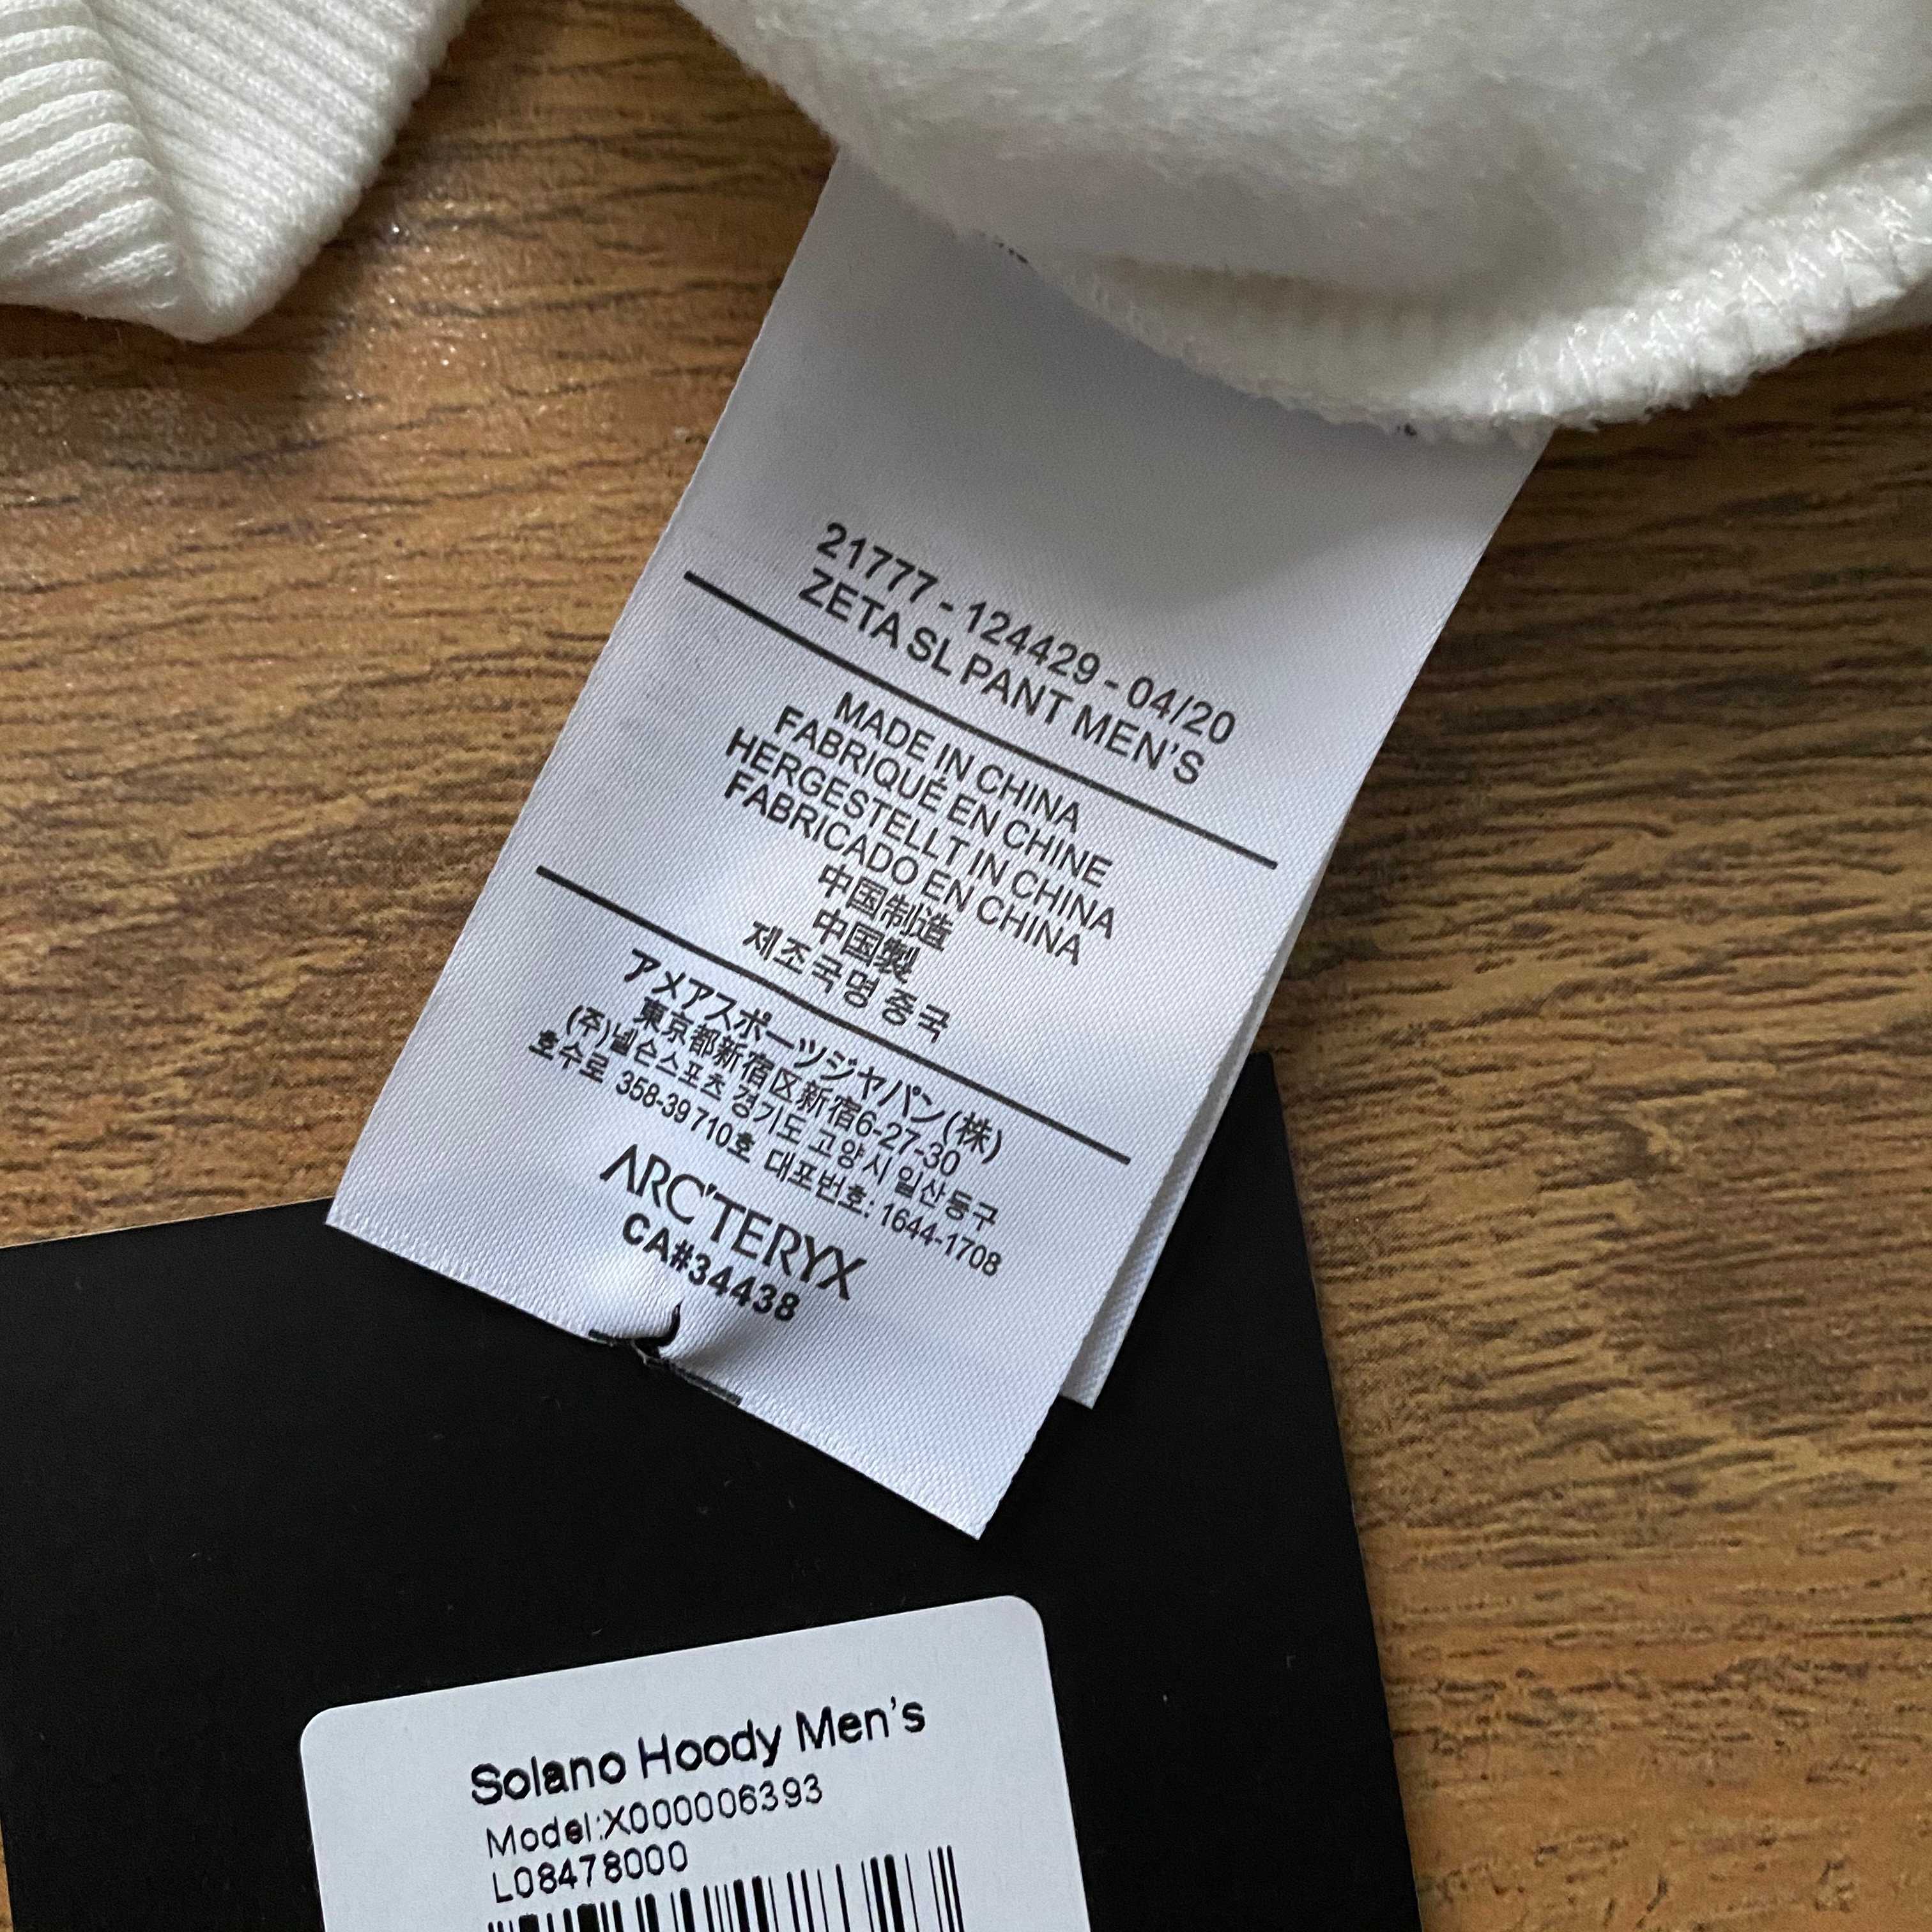 21777 - 124429 - 04/20
ZETA SL PANT MEN'S
MADE IN CHINA
FABRIQUÉ EN CHINE
HERGESTELLT IN CHINA
FABRICADO EN CHINA
中国制造
中国製
제조국명 중국
アメアスポーツジャパン(株)
東京都新宿区新宿6-27-30
(주)넬슨스포츠 경기도 고양시 일산동구
호수로 358-39 710호 대포번호: 1644-1708
ARC'TERYX
CA#34438
Solano Hoody Men's
Model:X000006393
L08478000